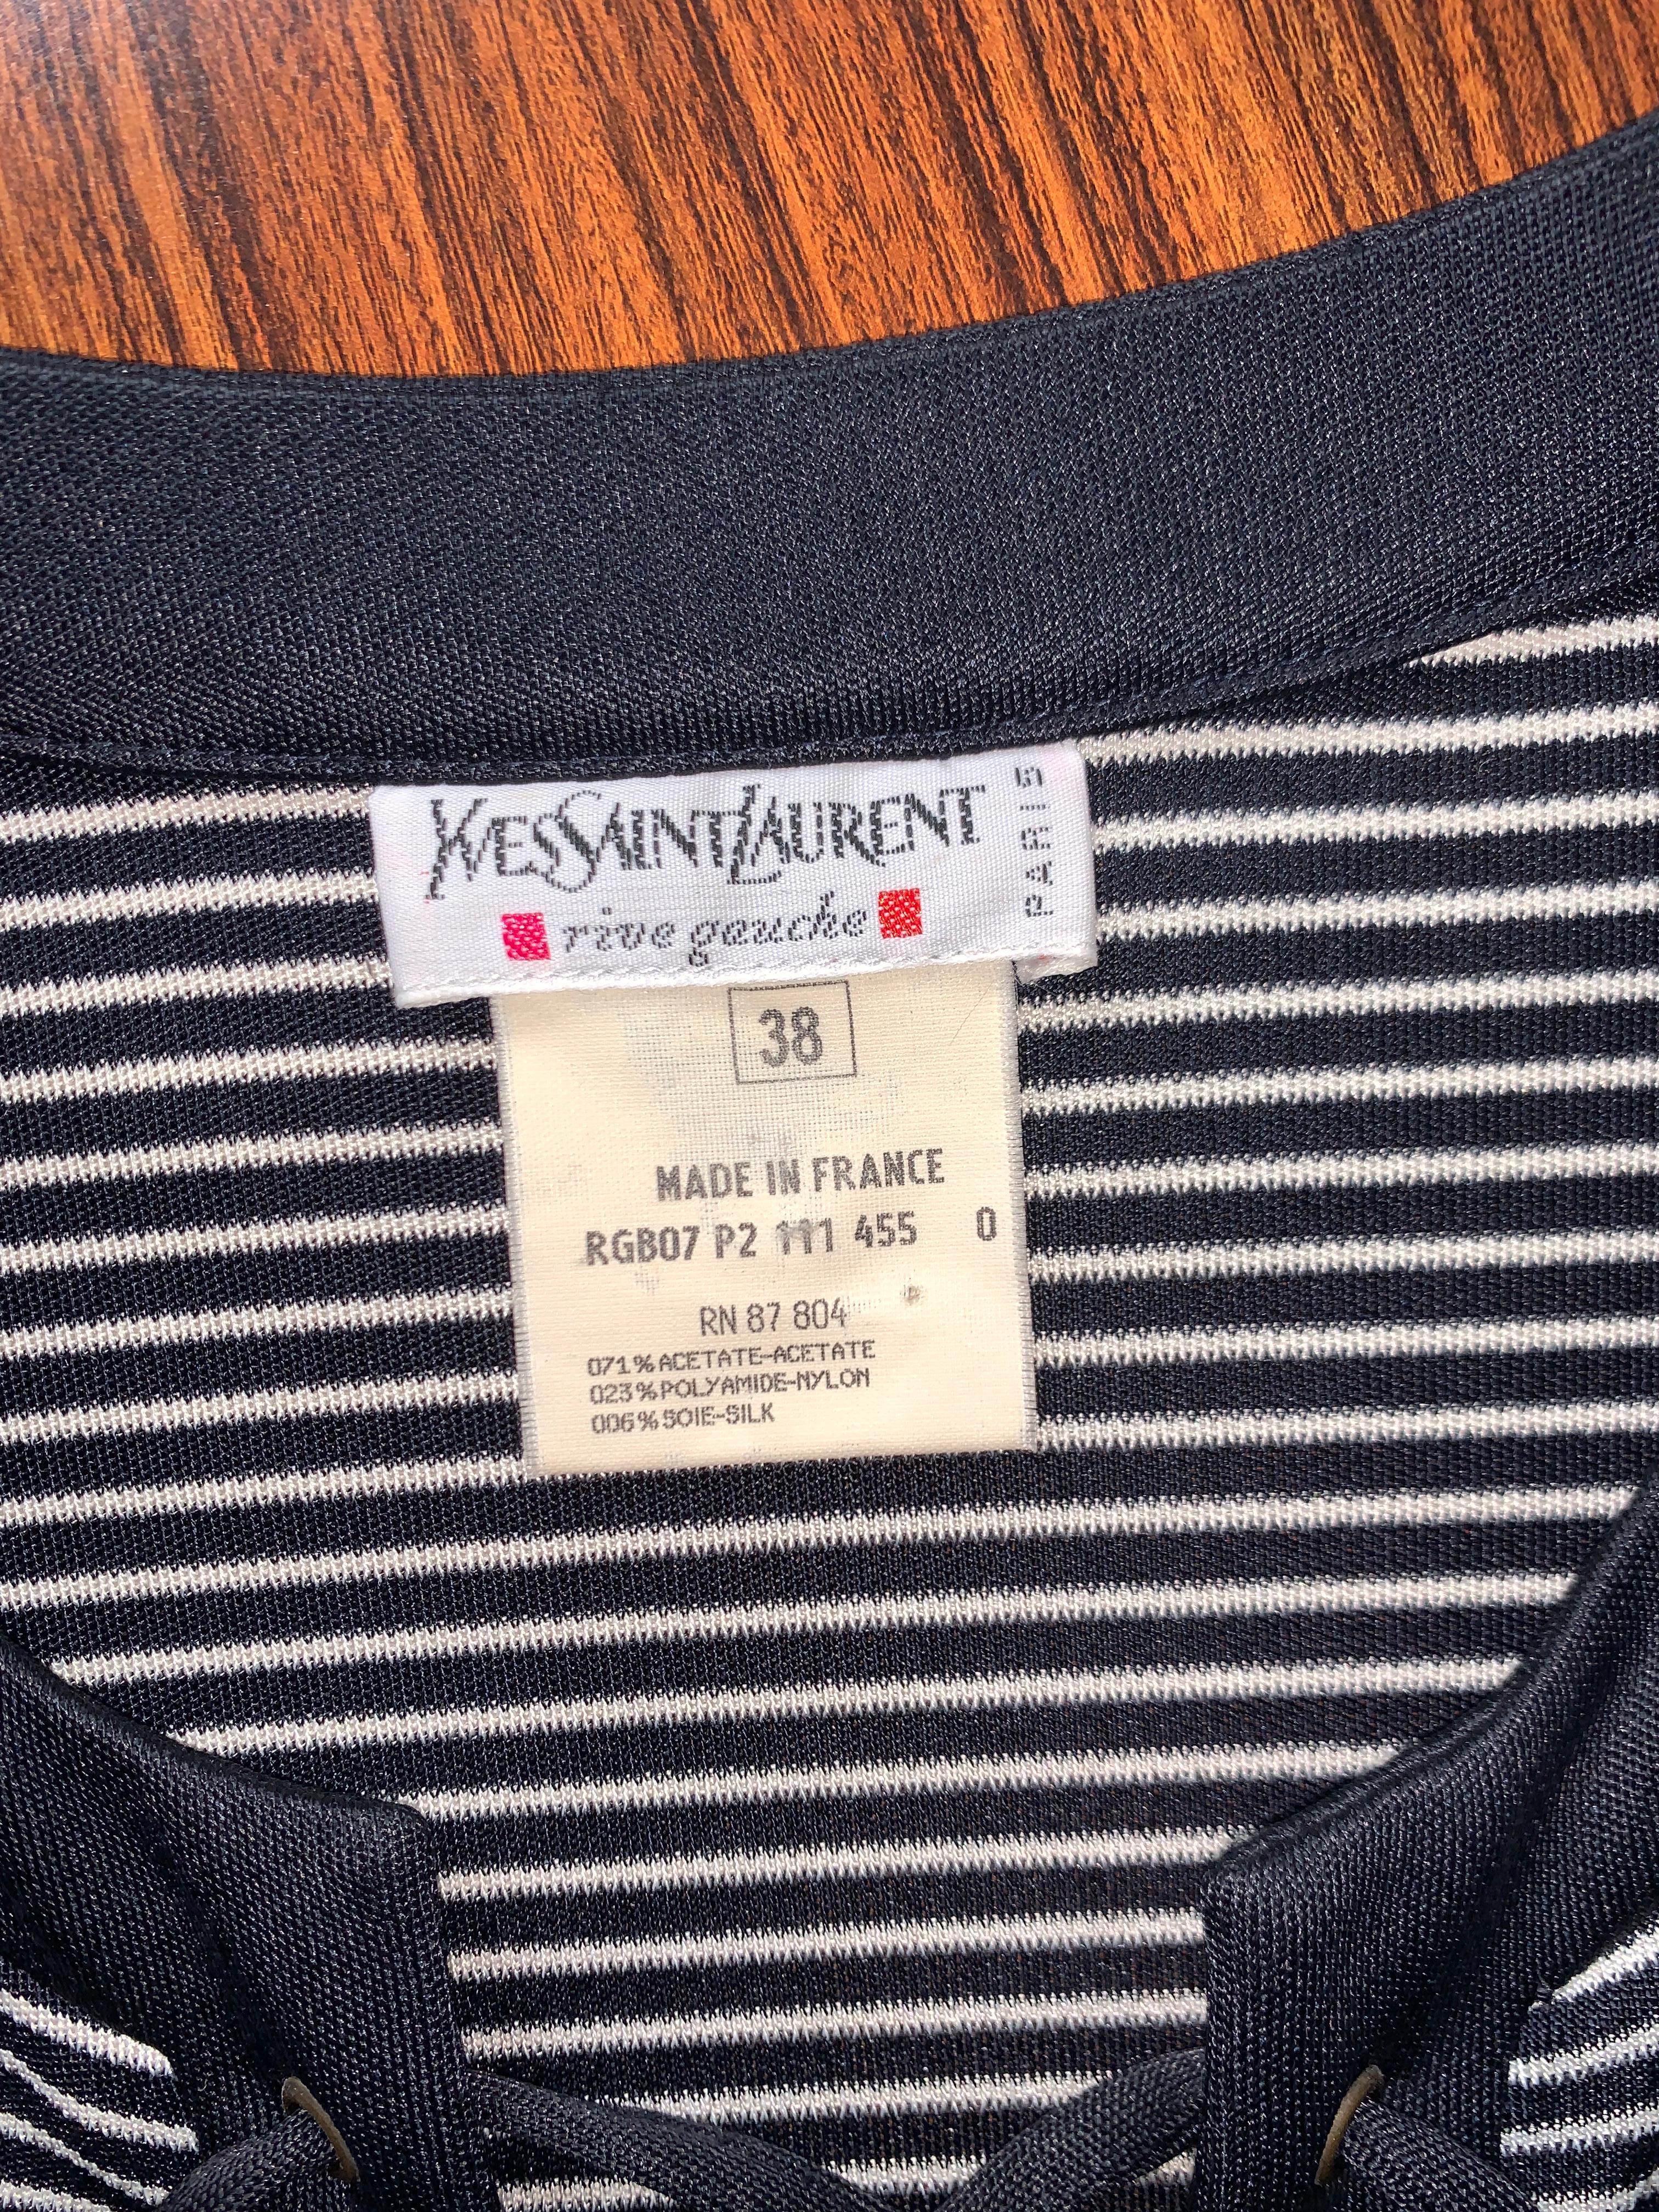 YVESSAINTLAURENT
PARIS
rive gauche
38
MADE IN FRANCE
RGB07 P2 111 455 0
RN 87 804
071%ACETATE-ACETATE
023%POLYAMIDE-NYLON
006%SOIE-SILK